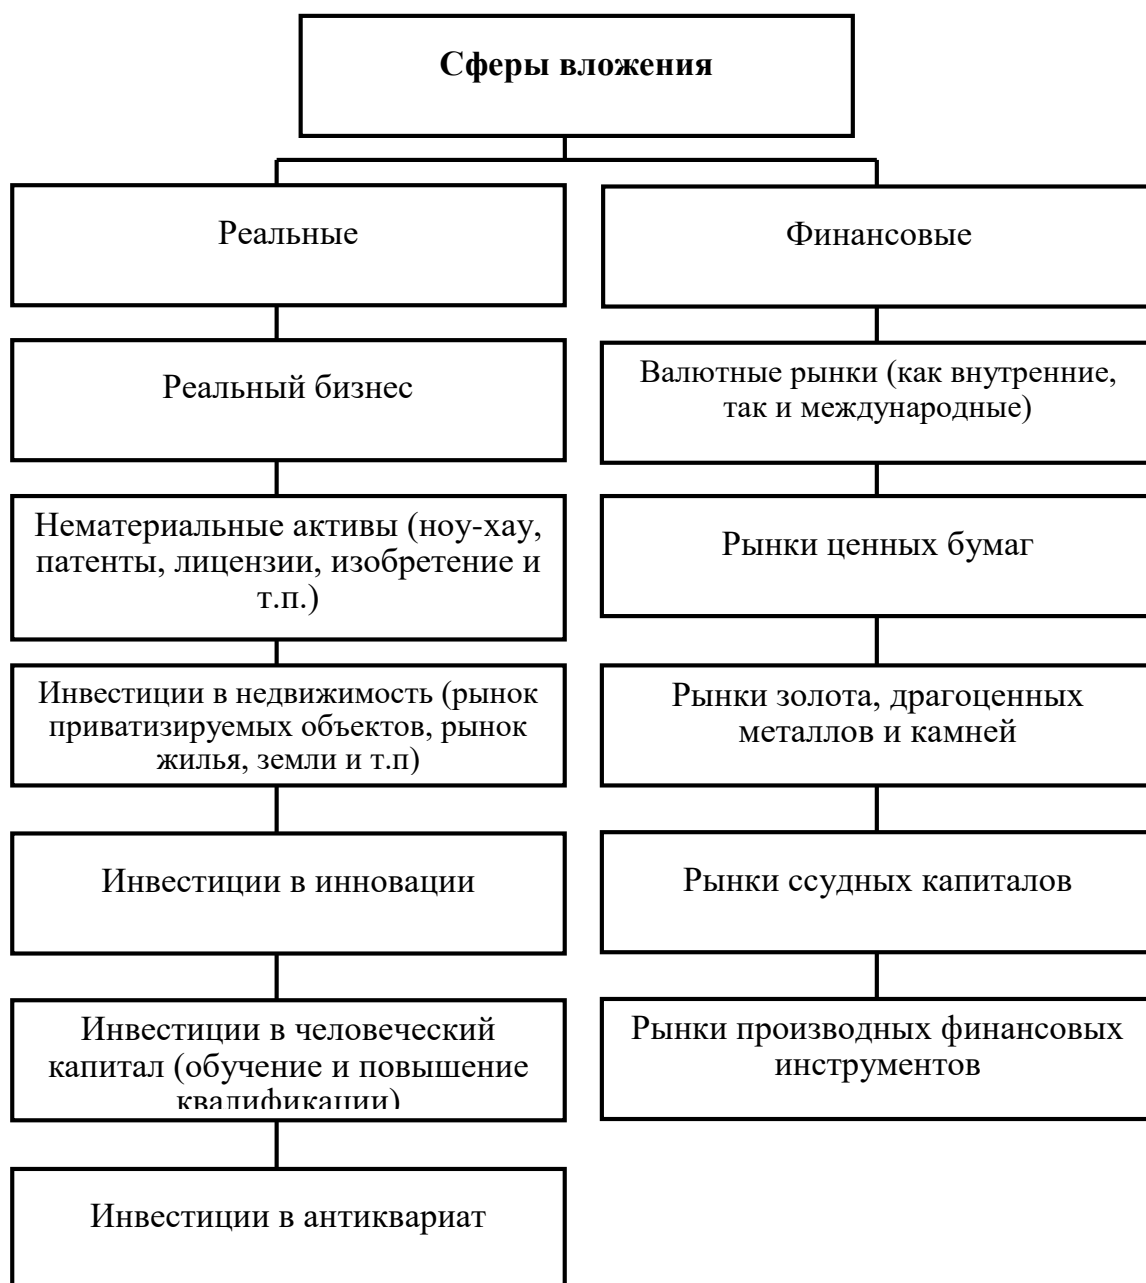 Сферы вложения
Реальные
Финансовые
Реальный бизнес
Валютные рынки (как внутренние,
так и международные)
Нематериальные активы (ноу-хау,
патенты, лицензии, изобретение и
т.п.)
Рынки ценных бумаг
Инвестиции в недвижимость (рынок
приватизируемых объектов, рынок
жилья, земли и т.п)
Рынки золота, драгоценных
металлов и камней
Инвестиции в инновации
Рынки ссудных капиталов
Инвестиции в человеческий
капитал (обучение и повышение
квалификации)
Рынки производных финансовых
инструментов
Инвестиции в антиквариат